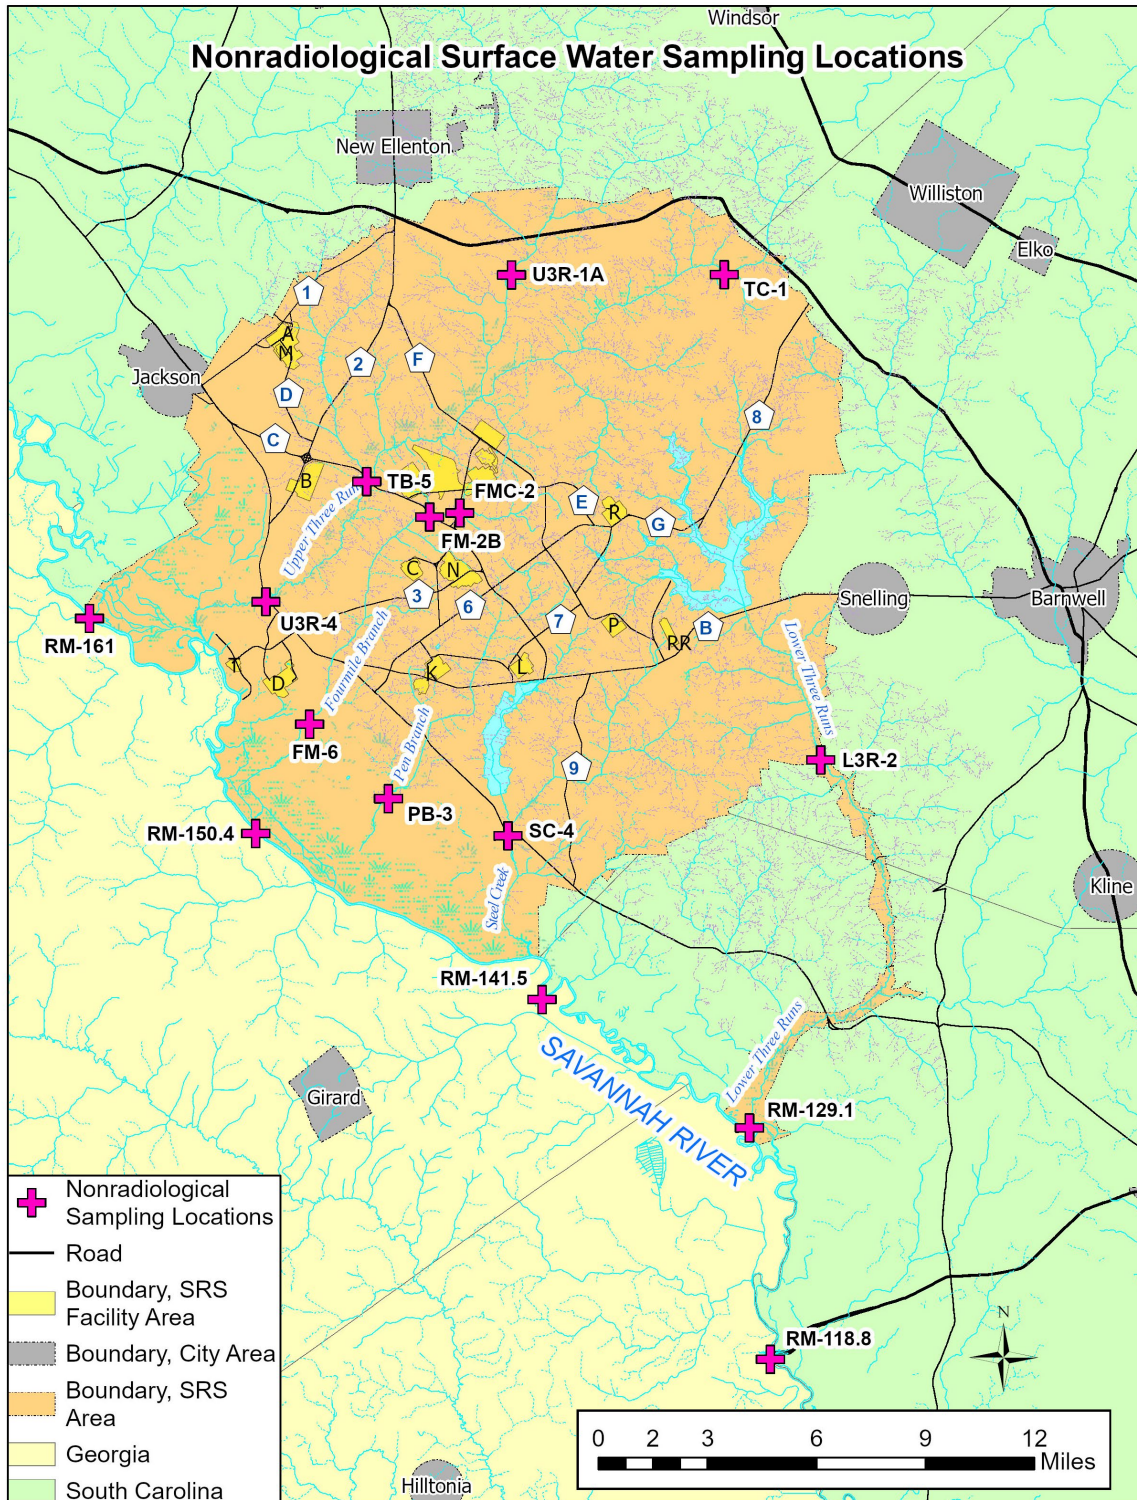 Windsor
Nonradiological Surface Water Sampling Locations
New Ellenton
Williston
Elko
U3R-1A
TC-1
1
A
M
2
F
Jackson
D
8
C
B
TB-5
FMC-2
E
R
G
FM-2B
Upper Three Runs
C
N
3
6
7
P
B
RR
Snelling
Barnwell
RM-161
U3R-4
T
D
K
L
Fourmile Branch
Lower Three Runs
FM-6
Pen Branch
9
L3R-2
PB-3
RM-150.4
SC-4
Kline
Steel Creek
RM-141.5
Lower Three Runs
SAVANNAH RIVER
Girard
RM-129.1
RM-118.8
Hilltonia
Nonradiological
Sampling Locations
Road
Boundary, SRS
Facility Area
Boundary, City Area
Boundary, SRS
Area
Georgia
South Carolina
N
0 2 3 6 9 12
Miles